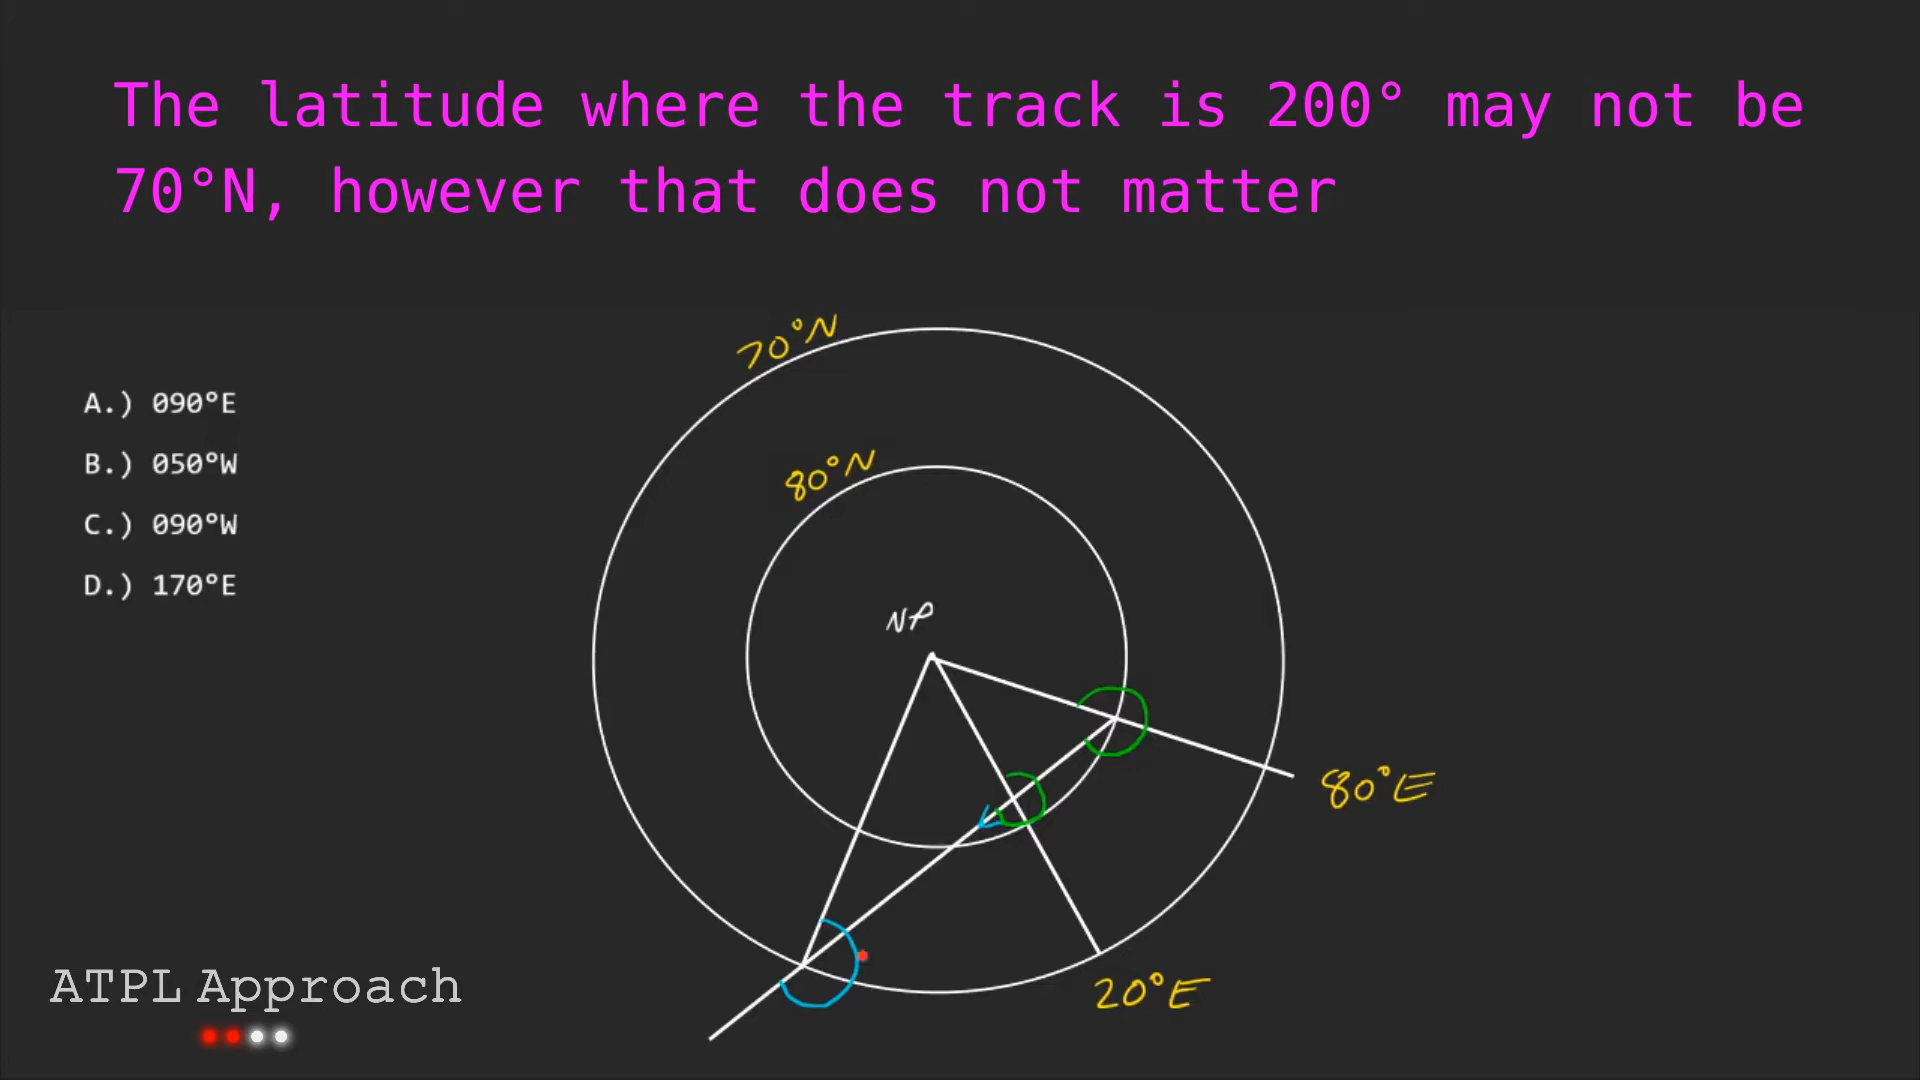 The latitude where the track is 200° may not be
70°N, however that does not matter
70°N
A.) 090°E
80°N
B.) 050°W
C.) 090°W
D.) 170°E
NP
80°E
ATPL Approach
20°E